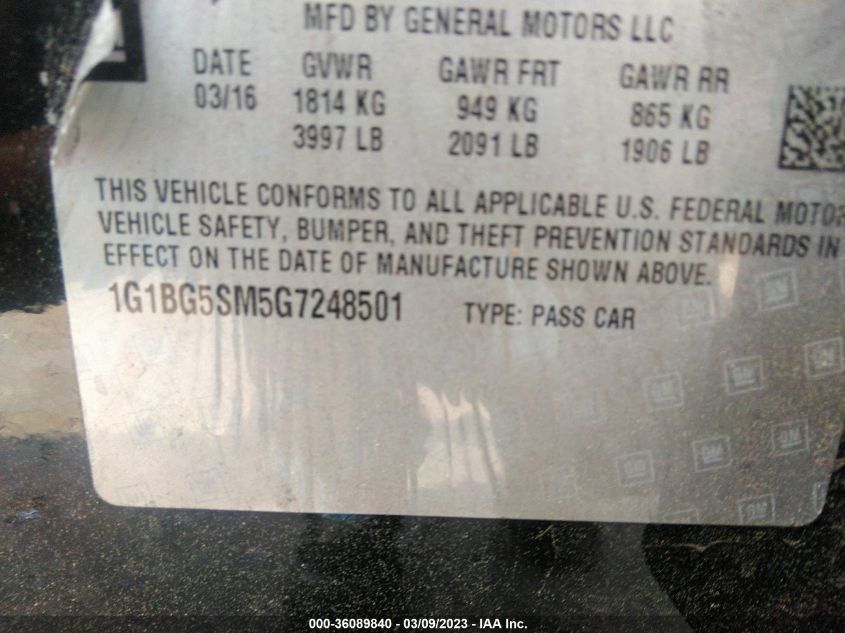 MFD BY GENERAL MOTORS LLC
DATE GVWR GAWR FRT GAWR RR
03/16 1814 KG 949 KG 865 KG
3997 LB 2091 LB 1906 LB
THIS VEHICLE CONFORMS TO ALL APPLICABLE U.S. FEDERAL MOTOR
VEHICLE SAFETY, BUMPER, AND THEFT PREVENTION STANDARDS IN
EFFECT ON THE DATE OF MANUFACTURE SHOWN ABOVE.
1G1BG5SM5G7248501 TYPE: PASS CAR
GM
000-36089840 - 03/09/2023 - IAA Inc.